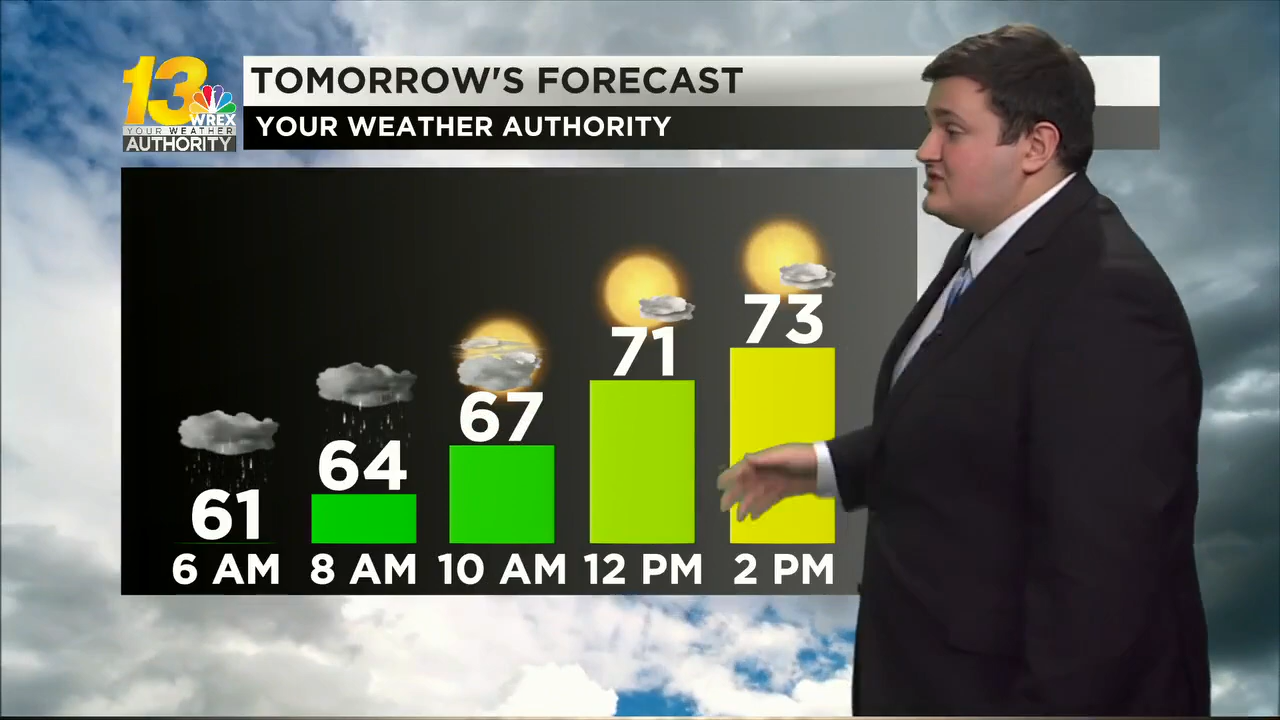 13
WREX
YOUR WEATHER
AUTHORITY
TOMORROW'S FORECAST
YOUR WEATHER AUTHORITY
61 64 67 71 73
6 AM 8 AM 10 AM 12 PM 2 PM